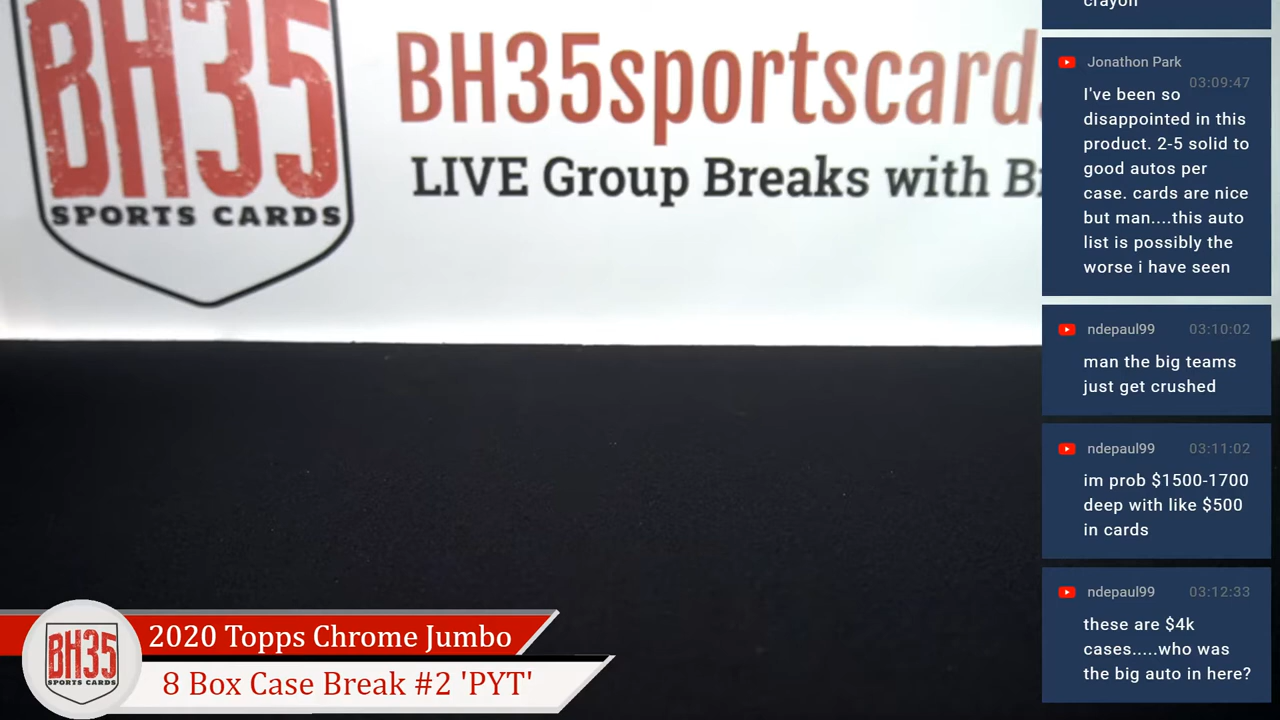 BH35
SPORTS CARDS
BH35sportscard
LIVE Group Breaks with
crayon
Jonathon Park
03:09:47
I've been so
disappointed in this
product. 2-5 solid to
good autos per
case. cards are nice
but man....this auto
list is possibly the
worse i have seen
ndepaul99 03:10:02
man the big teams
just get crushed
ndepaul99 03:11:02
im prob $1500-1700
deep with like $500
in cards
ndepaul99 03:12:33
these are $4k
cases.....who was
the big auto in here?
BH35
SPORTS CARDS
2020 Topps Chrome Jumbo
8 Box Case Break #2 'PYT'